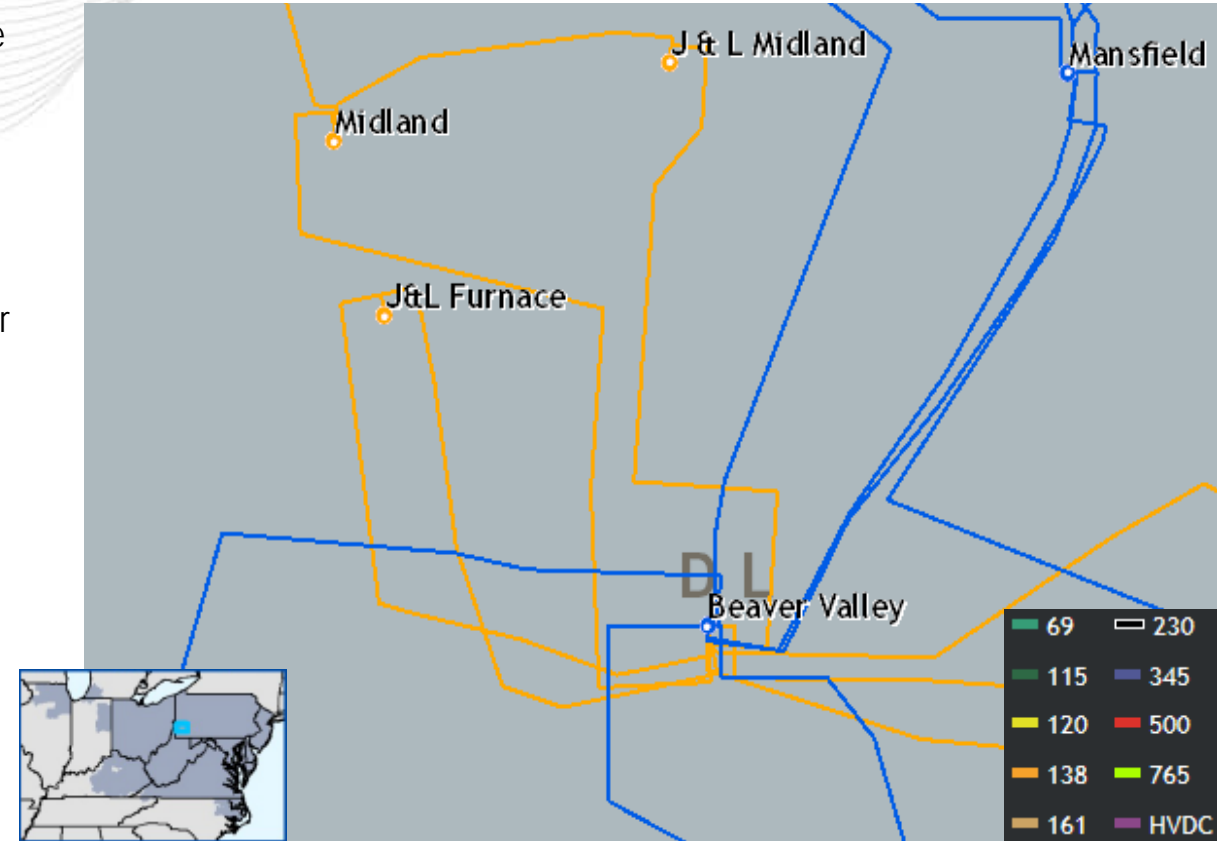 e
r
J & L Midland
Mansfield
Midland
J&L Furnace
D L
Beaver Valley
69 230
115 345
120 500
138 765
161 HVDC